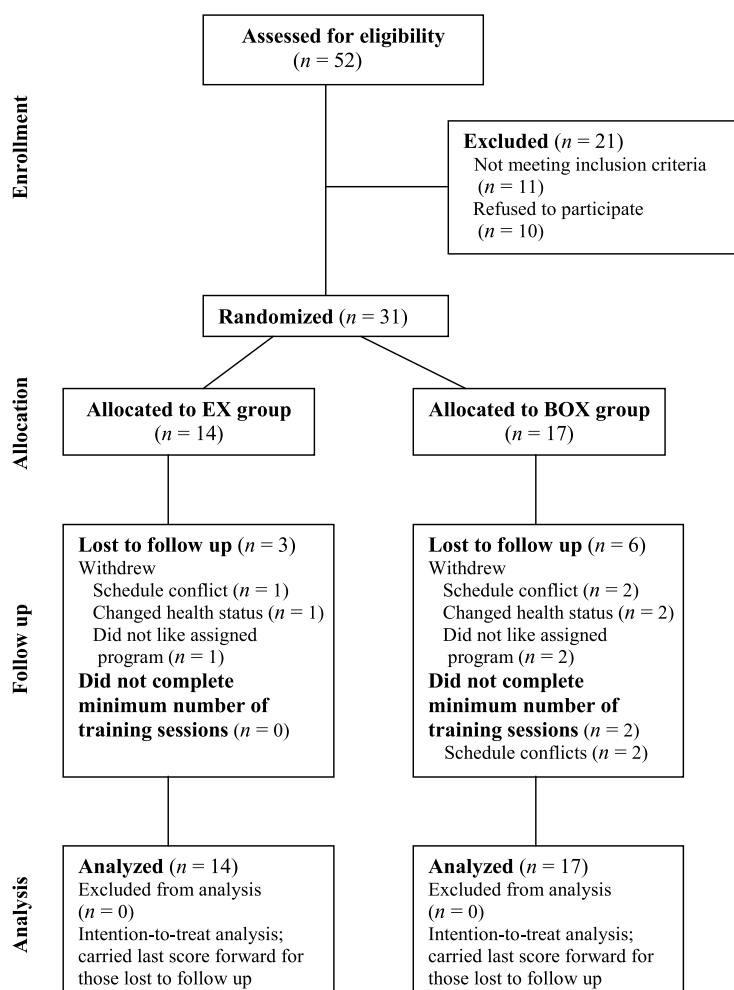 Assessed for eligibility
(n = 52)
Enrollment
Excluded (n = 21)
Not meeting inclusion criteria
(n = 11)
Refused to participate
(n = 10)
Randomized (n = 31)
Allocation
Allocated to EX group
(n = 14)
Allocated to BOX group
(n = 17)
Follow up
Lost to follow up (n = 3)
Withdrew
Schedule conflict (n = 1)
Changed health status (n = 1)
Did not like assigned
program (n = 1)
Did not complete
minimum number of
training sessions (n = 0)
Lost to follow up (n = 6)
Withdrew
Schedule conflict (n = 2)
Changed health status (n = 2)
Did not like assigned
program (n = 2)
Did not complete
minimum number of
training sessions (n = 2)
Schedule conflicts (n = 2)
Analysis
Analyzed (n = 14)
Excluded from analysis
(n = 0)
Intention-to-treat analysis;
carried last score forward for
those lost to follow up
Analyzed (n = 17)
Excluded from analysis
(n = 0)
Intention-to-treat analysis;
carried last score forward for
those lost to follow up